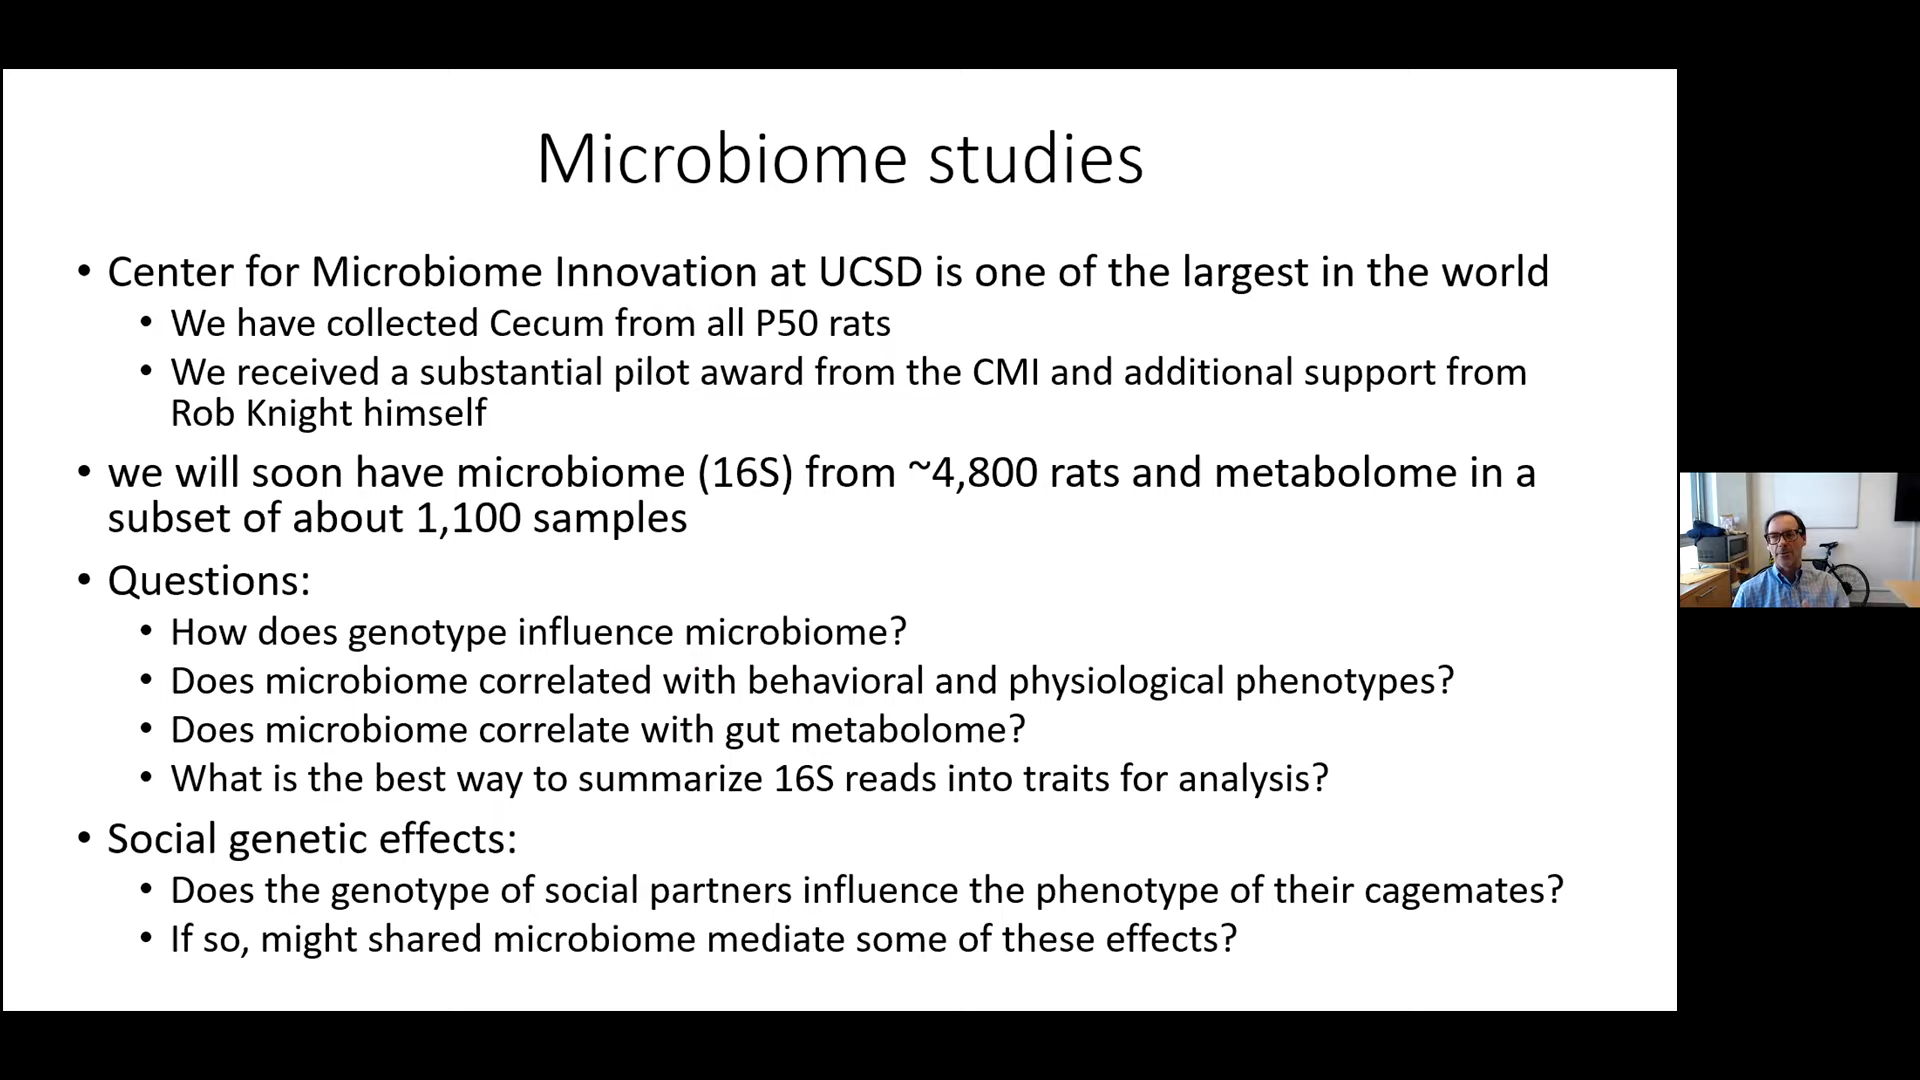 Microbiome studies
• Center for Microbiome Innovation at UCSD is one of the largest in the world
• We have collected Cecum from all P50 rats
• We received a substantial pilot award from the CMI and additional support from
Rob Knight himself
• we will soon have microbiome (16S) from ~4,800 rats and metabolome in a
subset of about 1,100 samples
• Questions:
• How does genotype influence microbiome?
• Does microbiome correlated with behavioral and physiological phenotypes?
• Does microbiome correlate with gut metabolome?
• What is the best way to summarize 16S reads into traits for analysis?
• Social genetic effects:
• Does the genotype of social partners influence the phenotype of their cagemates?
• If so, might shared microbiome mediate some of these effects?